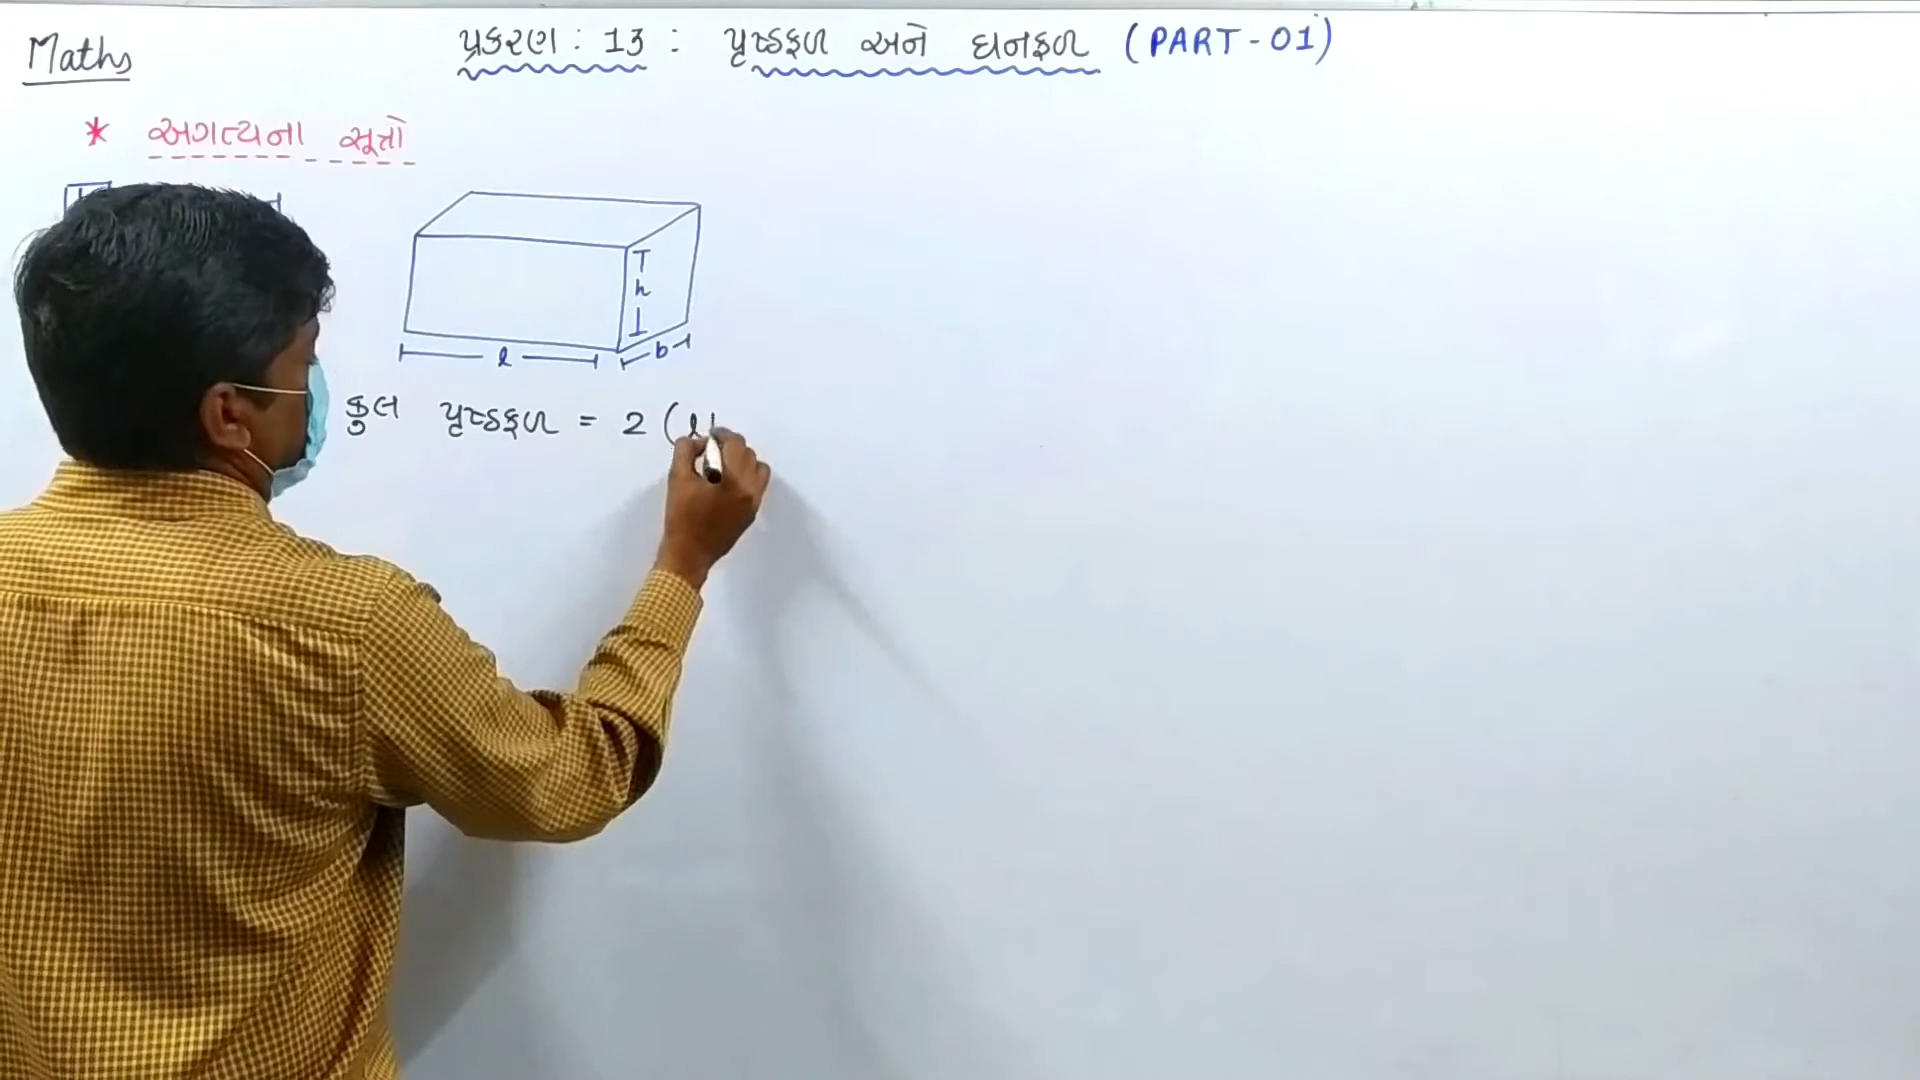 Maths
પ્રકરણ : 13 : પૃષ્ઠફળ અને ઘનફળ (PART-01)
* અગત્યના સૂત્રો
h
l
b
કુલ પૃષ્ઠફળ = 2 (l